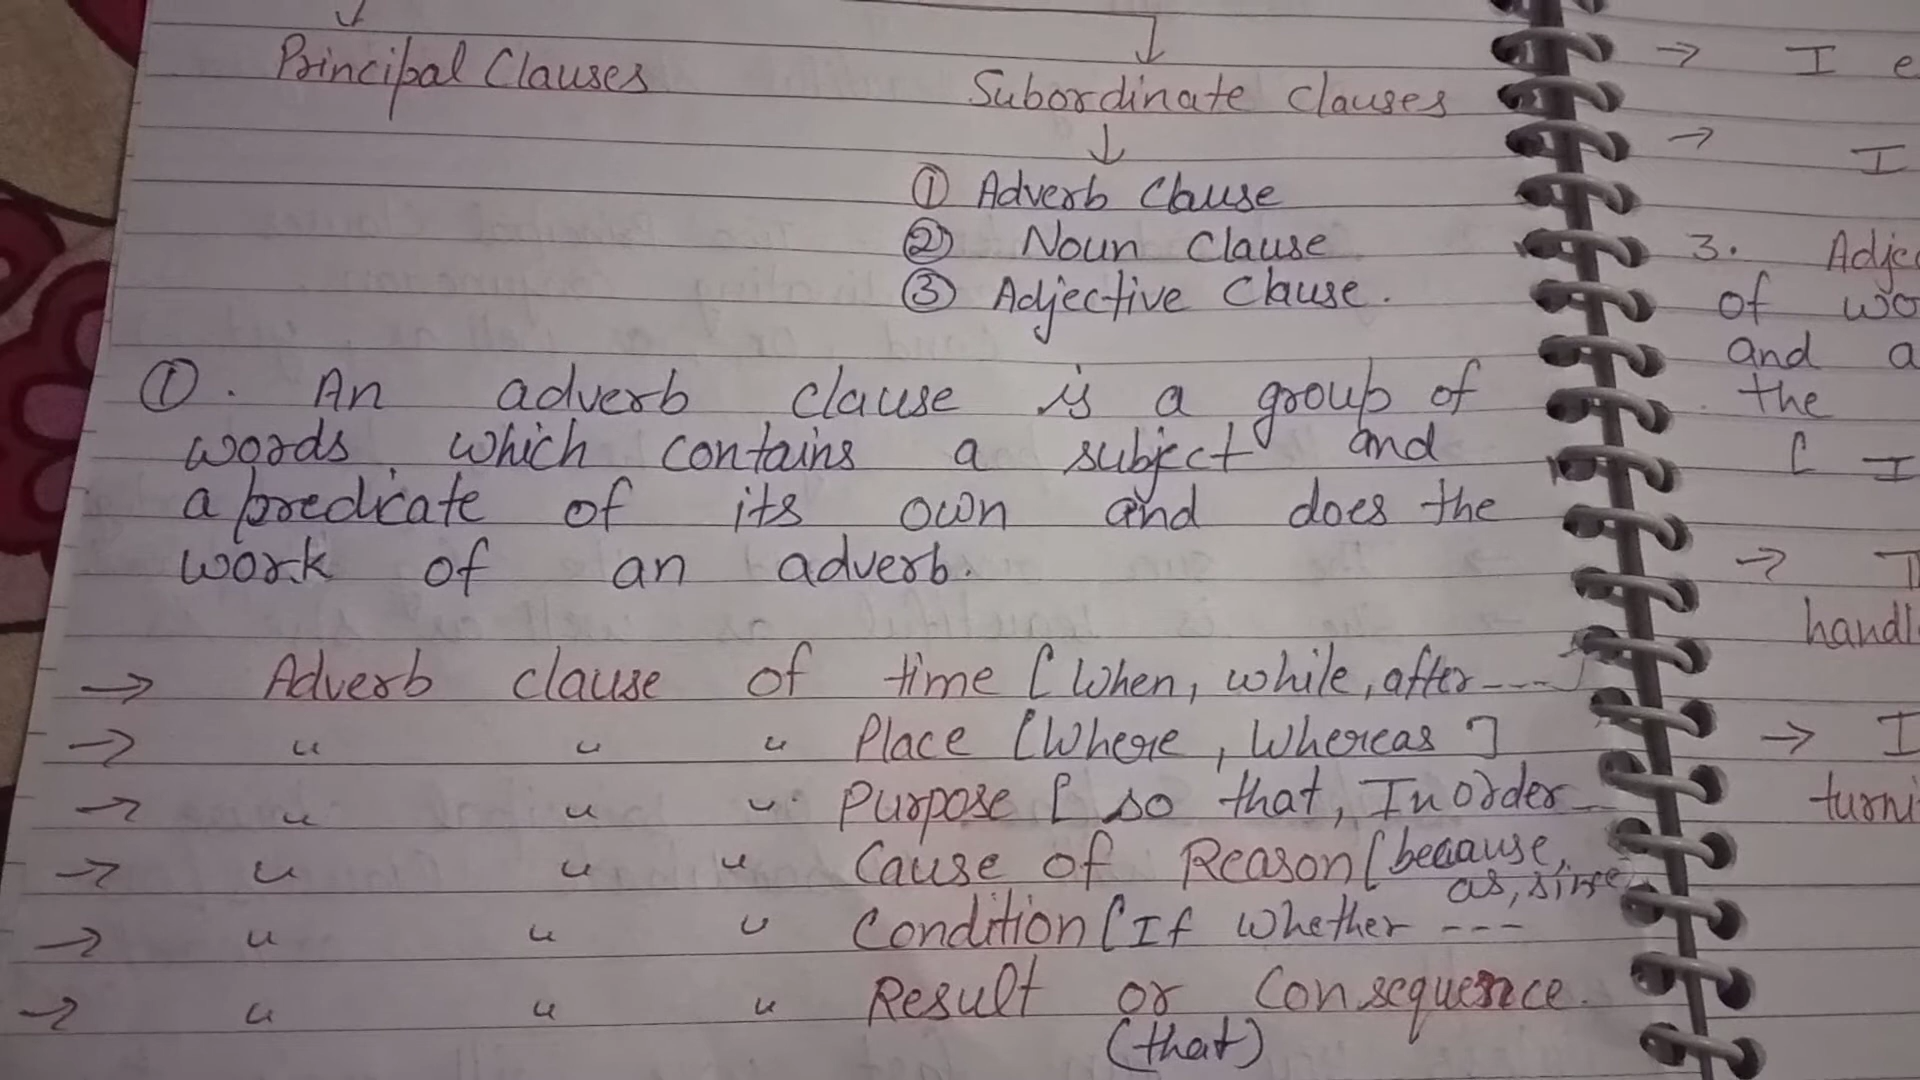 Principal Clauses
Subordinate clauses
① Adverb Clause
② Noun Clause
③ Adjective Clause.
①. An adverb clause is a group of
words which contains a subject and
a predicate of its own and does the
work of an adverb.
→ Adverb clause of time [When, while, after ---]
→ " " " Place [Where, Whereas]
→ " " " Purpose [so that, In order
→ " " " Cause of Reason [because,
as, since
→ " " " Condition [If whether ---
→ " " " Result or Consequence.
(that)
→ I e
→ I
3. Adjec
of wo
and a
the
[ I
→ T
handl
→ I
turni